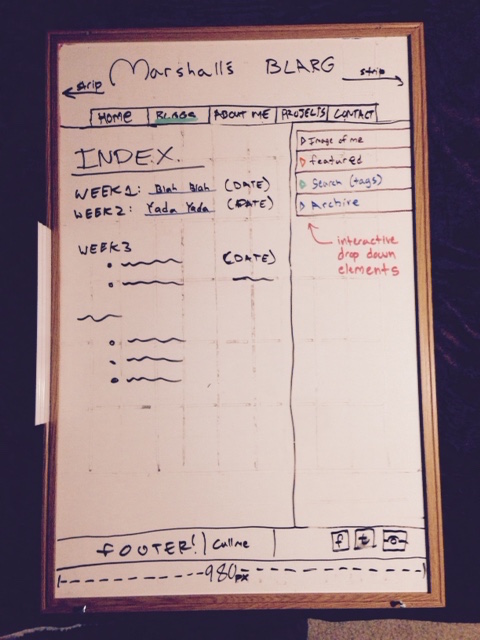 Marshall's BLARG
strip
strip
HOME BLAGS ABOUT ME PROJECTS CONTACT
INDEX
WEEK1: Blah Blah (DATE)
WEEK2: Yada Yada (DATE)
WEEK3
(DATE)
Image of me
featured
Search (tags)
Archive
interactive
drop down
elements
FOOTER! Call me
f t
980px